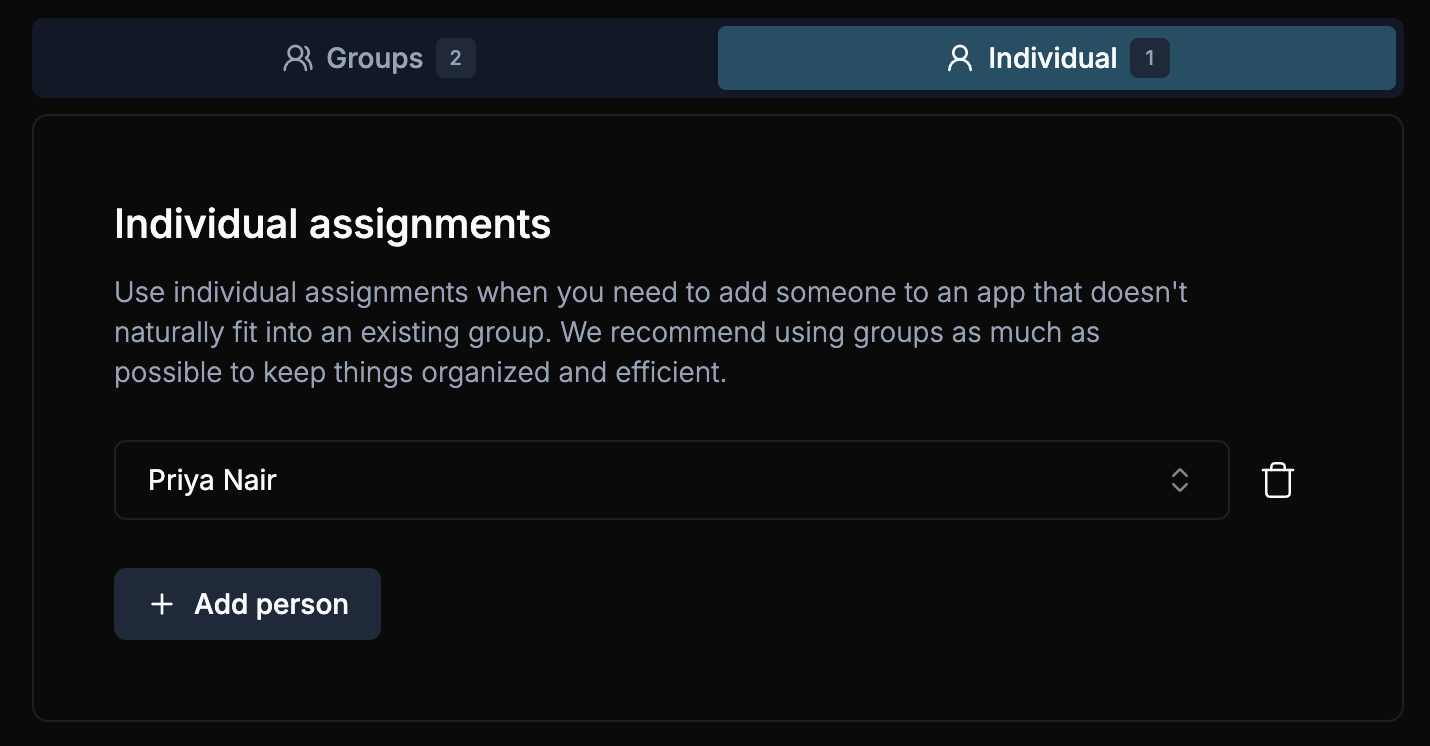 Groups 2
Individual 1
Individual assignments
Use individual assignments when you need to add someone to an app that doesn't
naturally fit into an existing group. We recommend using groups as much as
possible to keep things organized and efficient.
Priya Nair
Add person